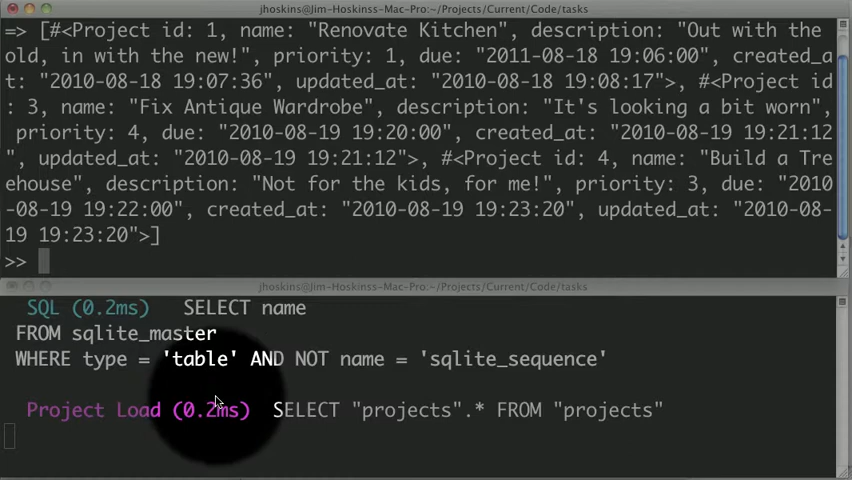 jhoskins@Jim-Hoskinss-Mac-Pro:~/Projects/Current/Code/tasks
=> [#<Project id: 1, name: "Renovate Kitchen", description: "Out with the
old, in with the new!", priority: 1, due: "2011-08-18 19:06:00", created_a
t: "2010-08-18 19:07:36", updated_at: "2010-08-18 19:08:17">, #<Project id
: 3, name: "Fix Antique Wardrobe", description: "It's looking a bit worn",
priority: 4, due: "2010-08-19 19:20:00", created_at: "2010-08-19 19:21:12
", updated_at: "2010-08-19 19:21:12">, #<Project id: 4, name: "Build a Tre
ehouse", description: "Not for the kids, for me!", priority: 3, due: "2010
-08-19 19:22:00", created_at: "2010-08-19 19:23:20", updated_at: "2010-08-
19 19:23:20">]
>>
jhoskins@Jim-Hoskinss-Mac-Pro:~/Projects/Current/Code/tasks
SQL (0.2ms)   SELECT name
FROM sqlite_master
WHERE type = 'table' AND NOT name = 'sqlite_sequence'
Project Load (0.2ms)  SELECT "projects".* FROM "projects"